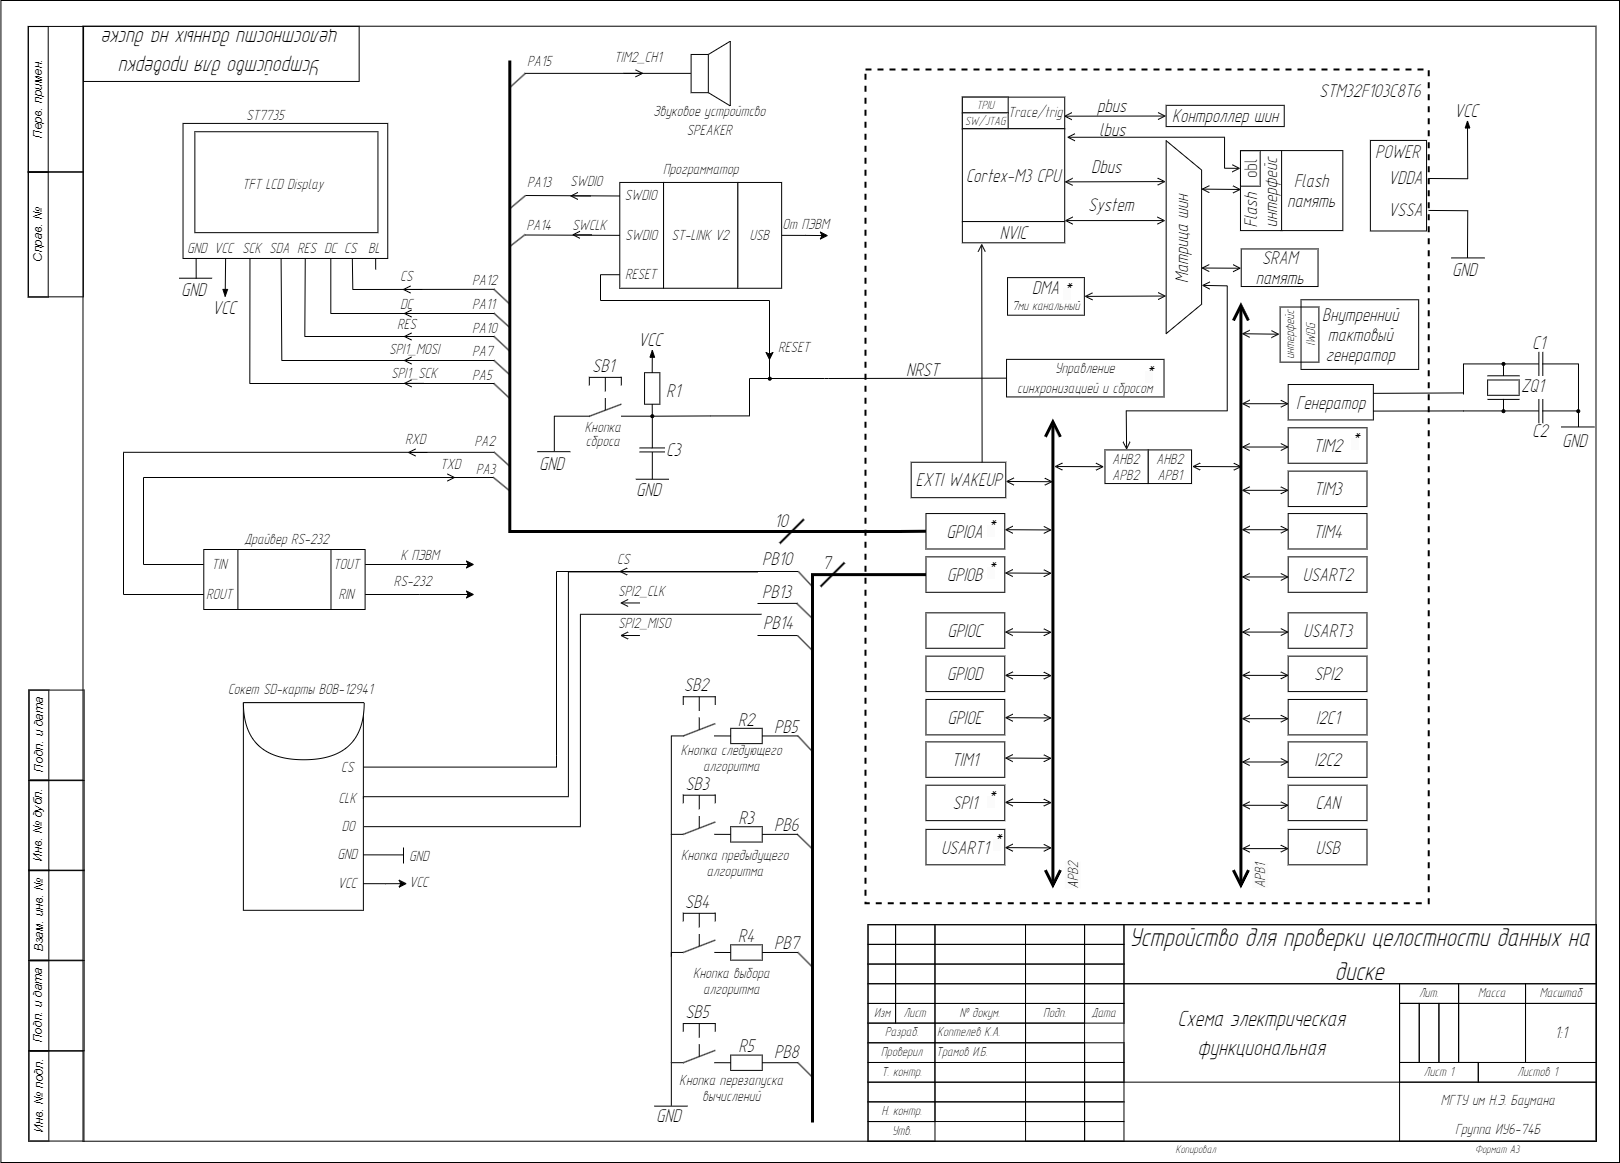 Устройство для проверки
целостности данных на диске
Перв. примен.
Справ. №
Подп. и дата
Инв. № дубл.
Взам. инв. №
Подп. и дата
Инв. № подл.
ST7735
TFT LCD Display
GND VCC SCK SDA RES DC CS BL
GND
VCC
CS
PA12
DC
PA11
RES
PA10
SPI1_MOSI
PA7
SPI1_SCK
PA5
RXD
PA2
TXD
PA3
PA15
TIM2_CH1
Звуковое устроитсво
SPEAKER
Программатор
PA13
SWDIO
PA14
SWCLK
SWDIO
SWDIO
RESET
ST-LINK V2
USB
От ПЭВМ
VCC
SB1
R1
Кнопка
сброса
C3
GND
GND
RESET
NRST
Драйвер RS-232
TIN
ROUT
TOUT
RIN
К ПЭВМ
RS-232
10
7
CS
PB10
SPI2_CLK
PB13
SPI2_MISO
PB14
Сокет SD-карты BOB-12941
CS
CLK
DO
GND
VCC
GND
VCC
SB2
R2
PB5
Кнопка следующего
алгоритма
SB3
R3
PB6
Кнопка предыдущего
алгоритма
SB4
R4
PB7
Кнопка выбора
алгоритма
SB5
R5
PB8
Кнопка перезапуска
вычислений
GND
STM32F103C8T6
TPIU
SW/JTAG
Trace/trig
Cortex-M3 CPU
NVIC
pbus
Контроллер шин
Ibus
Dbus
System
Матрица шин
Flash obl
интерфейс
Flash
память
SRAM
память
DMA *
7ми канальный
Управление *
синхронизацией и сбросом
интерфейс
IWDG
Внутренний
тактовый
генератор
Генератор
AHB2
APB2
AHB2
APB1
EXTI WAKEUP
GPIOA *
GPIOB *
GPIOC
GPIOD
GPIOE
TIM1
SPI1 *
USART1 *
APB2
TIM2 *
TIM3
TIM4
USART2
USART3
SPI2
I2C1
I2C2
CAN
USB
APB1
POWER
VDDA
VSSA
VCC
GND
C1
ZQ1
C2
GND
Устройство для проверки целостности данных на
диске
Схема электрическая
функциональная
Изм Лист № докум. Подп. Дата
Разраб. Коптелев К.А.
Проверил Трамов И.Б.
Т. контр.
Н. контр.
Утв.
Лит. Масса Масштаб
1:1
Лист 1 Листов 1
МГТУ им Н.Э. Баумана
Группа ИУ6-74Б
Копировал
Формат А3